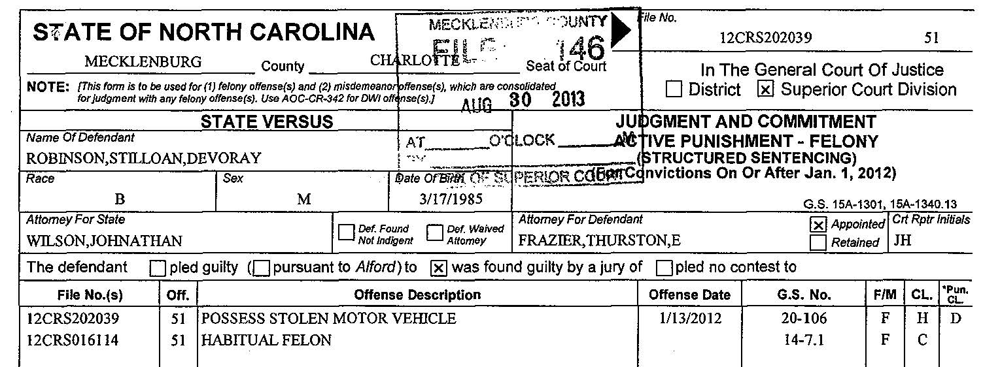 STATE OF NORTH CAROLINA
MECKLENBURG County CHARLOTTE Seat of Court
MECKLENBURG COUNTY
146
AUG 30 2013
AT O'CLOCK M
OF SUPERIOR COURT
File No.
12CRS202039 51
In The General Court Of Justice
District x Superior Court Division
NOTE: [This form is to be used for (1) felony offense(s) and (2) misdemeanor offense(s), which are consolidated
for judgment with any felony offense(s). Use AOC-CR-342 for DWI offense(s).]
STATE VERSUS
Name Of Defendant
ROBINSON,STILLOAN,DEVORAY
Race Sex Date Of Birth
B M 3/17/1985
JUDGMENT AND COMMITMENT
ACTIVE PUNISHMENT - FELONY
(STRUCTURED SENTENCING)
(For Convictions On Or After Jan. 1, 2012)
G.S. 15A-1301, 15A-1340.13
Attorney For State
WILSON,JOHNATHAN
Def. Found
Not Indigent
Def. Waived
Attorney
Attorney For Defendant
FRAZIER,THURSTON,E
x Appointed
Retained
Crt Rptr Initials
JH
The defendant pled guilty (pursuant to Alford) to x was found guilty by a jury of pled no contest to
File No.(s) Off. Offense Description Offense Date G.S. No. F/M CL. *Pun. CL.
12CRS202039 51 POSSESS STOLEN MOTOR VEHICLE 1/13/2012 20-106 F H D
12CRS016114 51 HABITUAL FELON 14-7.1 F C